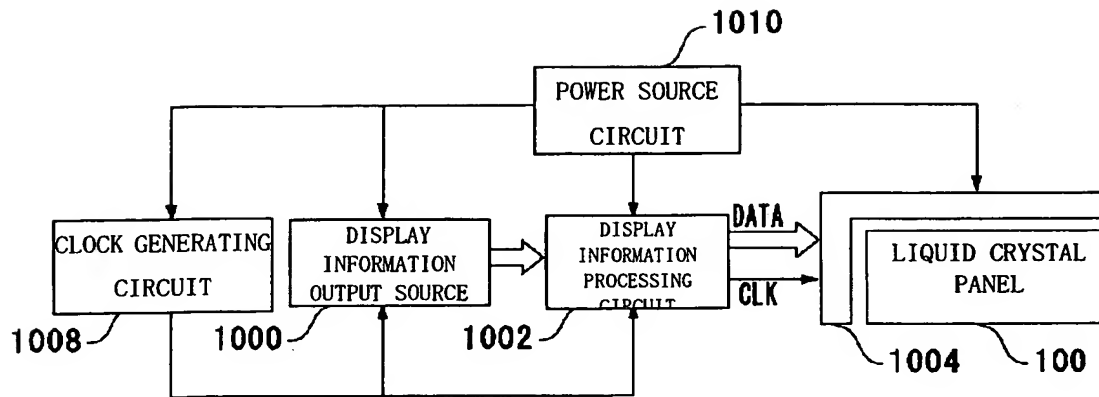 1010
POWER SOURCE
CIRCUIT
CLOCK GENERATING
CIRCUIT
1008
DISPLAY
INFORMATION
OUTPUT SOURCE
1000
DISPLAY
INFORMATION
PROCESSING
CIRCUIT
1002
DATA
CLK
LIQUID CRYSTAL
PANEL
1004
100